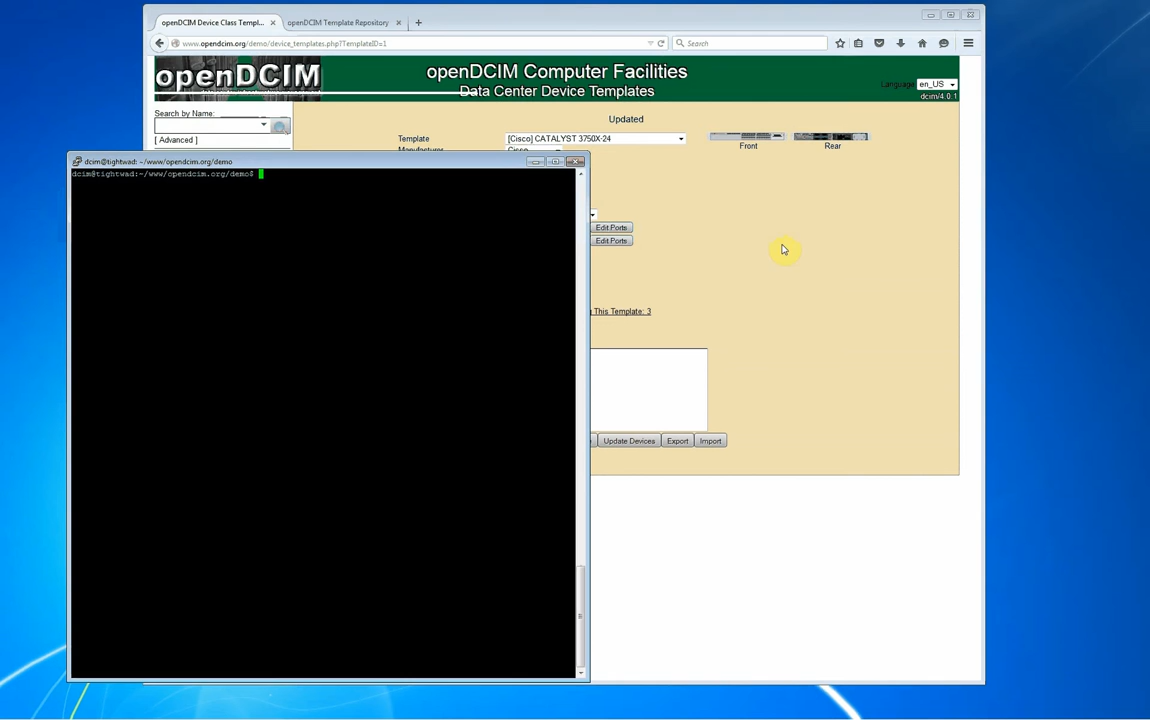 openDCIM Device Class Templ...
openDCIM Template Repository
www.opendcim.org/demo/device_templates.php?TemplateID=1
Search
openDCIM
openDCIM Computer Facilities
Data Center Device Templates
Language
en_US
dcim/4.0.1
Search by Name:
[ Advanced ]
Updated
Template
[Cisco] CATALYST 3750X-24
Manufacturer
Cisco
Front
Rear
dcim@tightwad: ~/www/opendcim.org/demo
dcim@tightwad:~/www/opendcim.org/demo$
Edit Ports
Edit Ports
This Template: 3
Update Devices
Export
Import